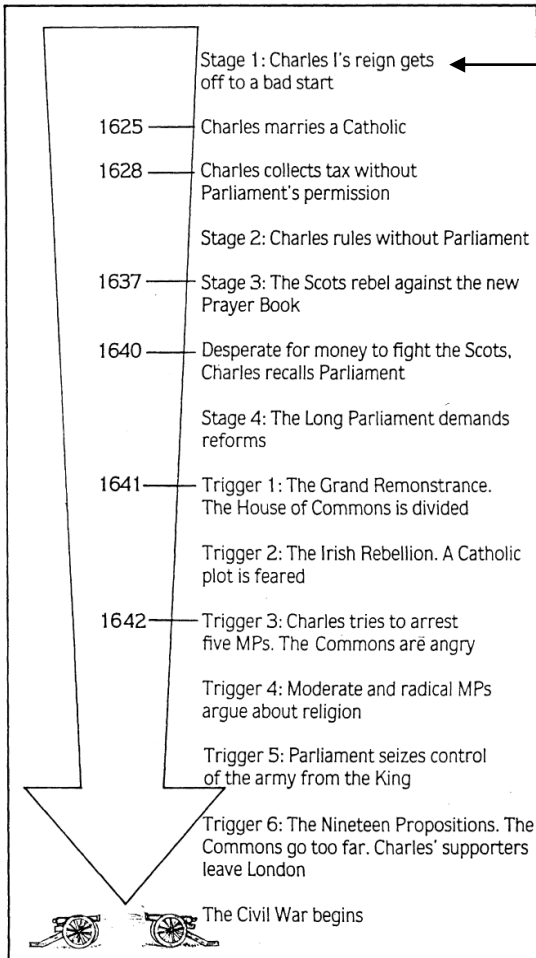 Stage 1: Charles I's reign gets
off to a bad start
1625 Charles marries a Catholic
1628 Charles collects tax without
Parliament's permission
Stage 2: Charles rules without Parliament
1637 Stage 3: The Scots rebel against the new
Prayer Book
1640 Desperate for money to fight the Scots,
Charles recalls Parliament
Stage 4: The Long Parliament demands
reforms
1641 Trigger 1: The Grand Remonstrance.
The House of Commons is divided
Trigger 2: The Irish Rebellion. A Catholic
plot is feared
1642 Trigger 3: Charles tries to arrest
five MPs. The Commons are angry
Trigger 4: Moderate and radical MPs
argue about religion
Trigger 5: Parliament seizes control
of the army from the King
Trigger 6: The Nineteen Propositions. The
Commons go too far. Charles' supporters
leave London
The Civil War begins